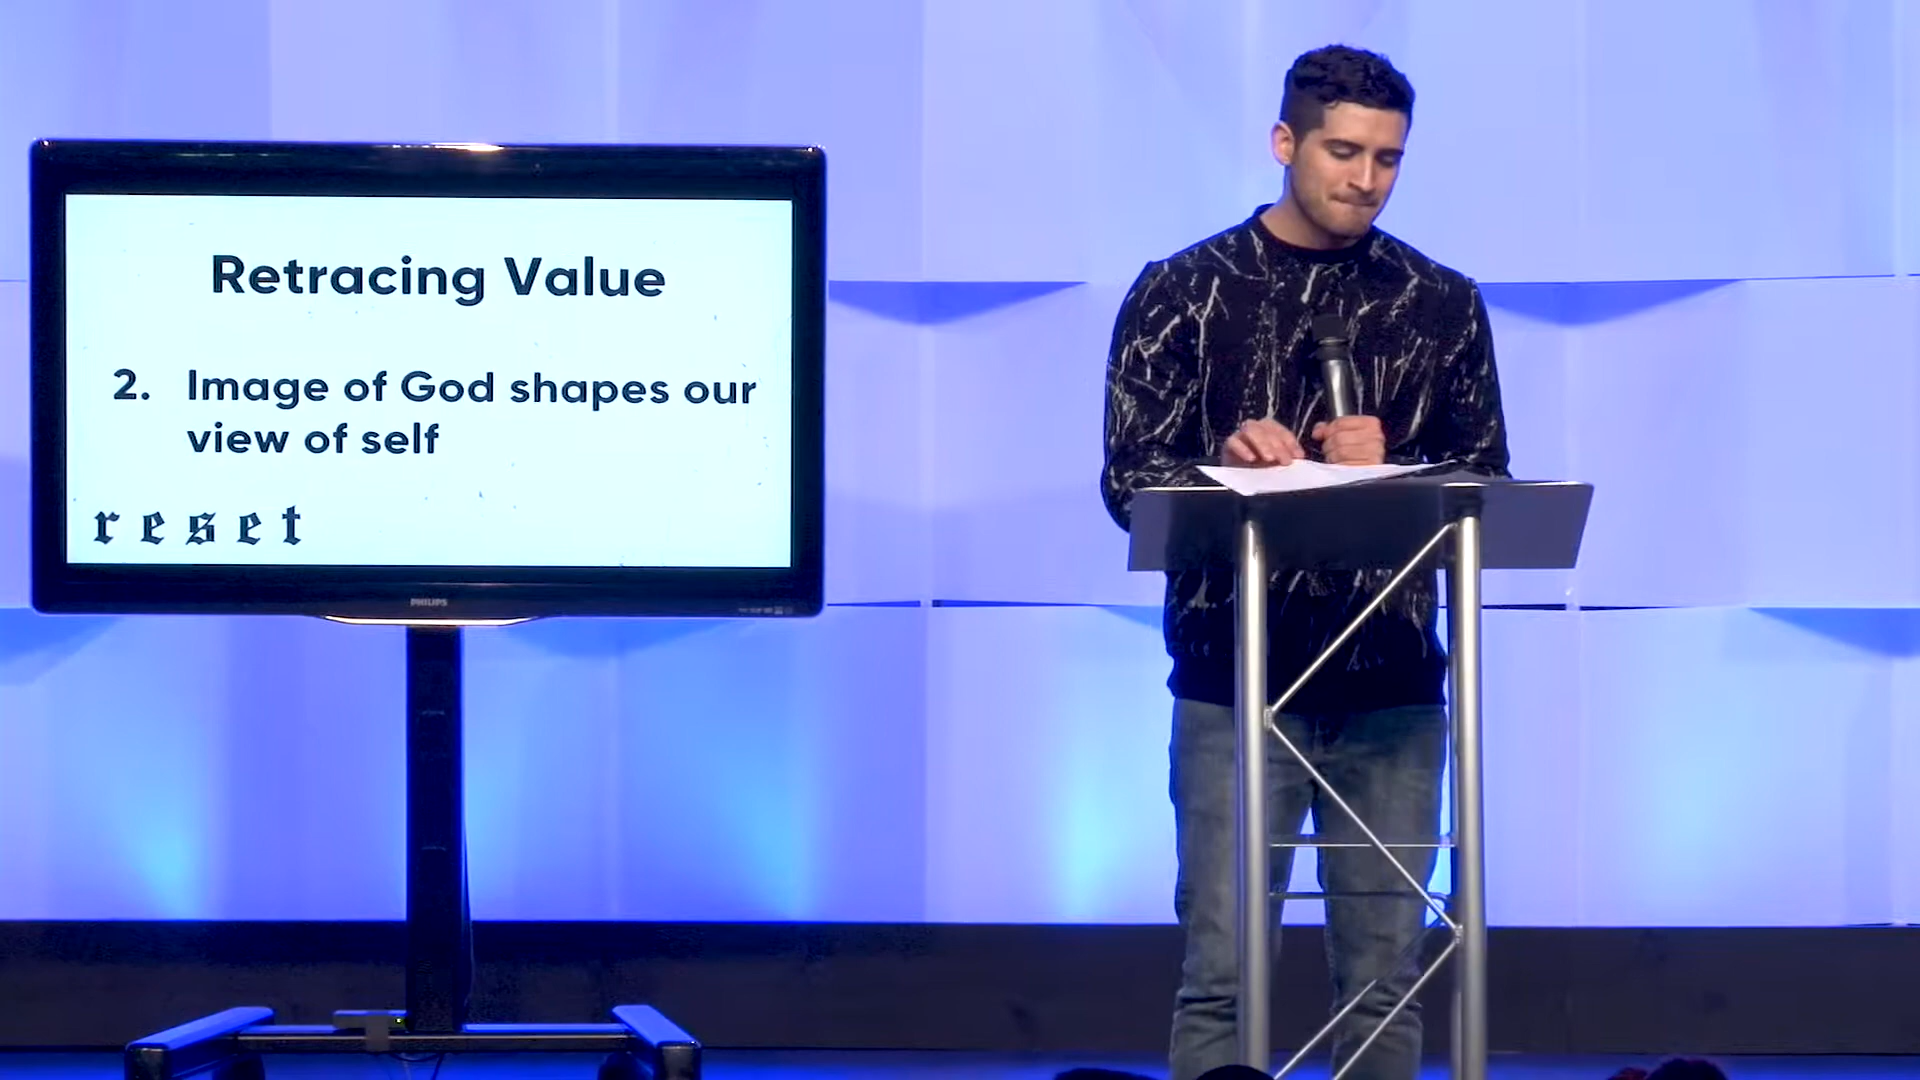 Retracing Value
2. Image of God shapes our
view of self
reset
PHILIPS